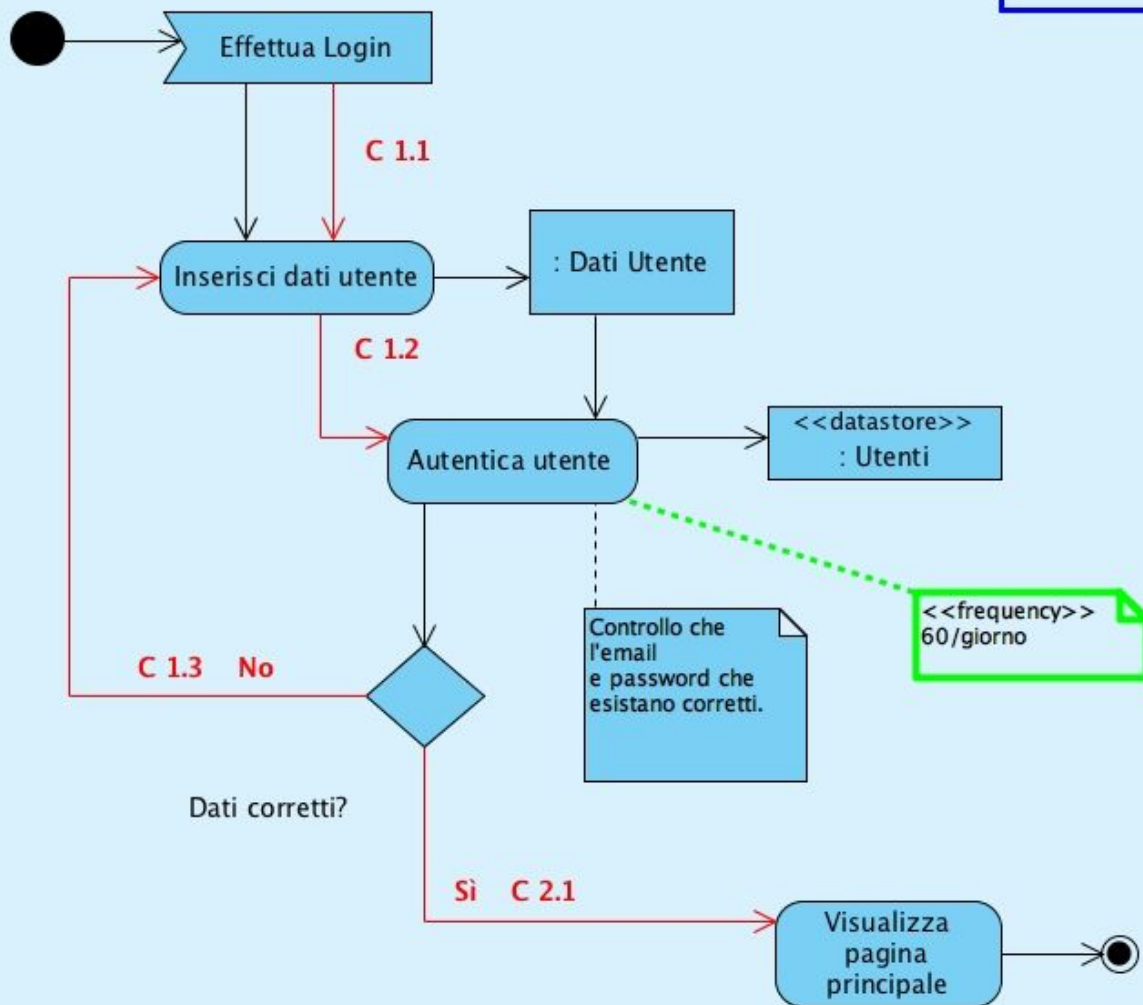 Effettua Login
C 1.1
Inserisci dati utente
: Dati Utente
C 1.2
Autentica utente
<<datastore>>
: Utenti
<<frequency>>
60/giorno
Controllo che
l'email
e password che
esistano corretti.
C 1.3 No
Dati corretti?
Sì C 2.1
Visualizza
pagina
principale